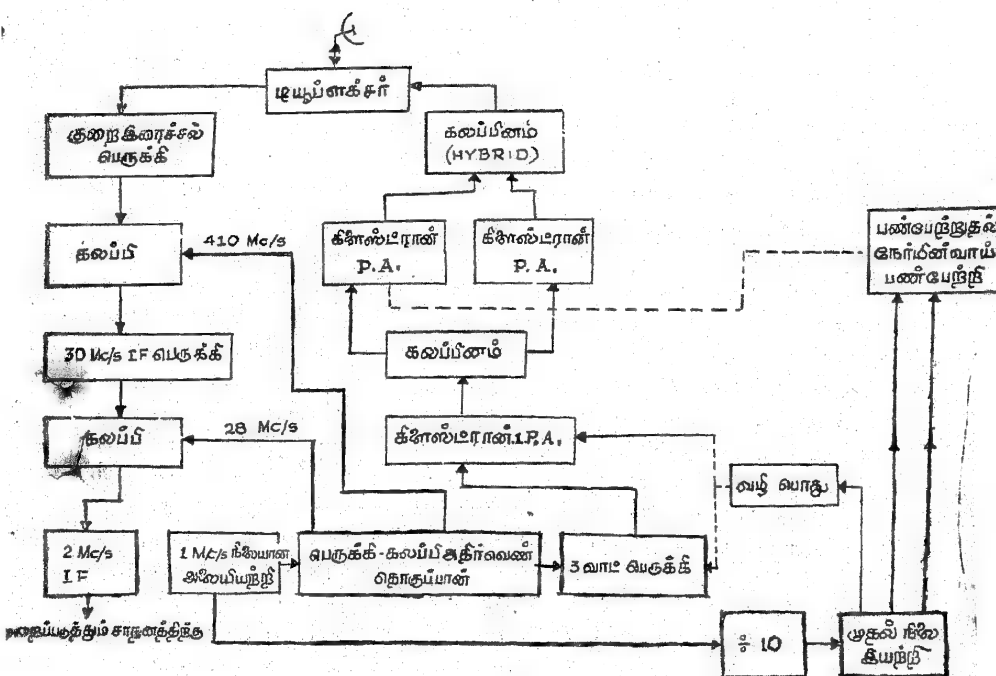 டியூப்ளக்சர்
குறை இரைச்சல்
பெருக்கி
கலப்பினம்
(HYBRID)
கலப்பி
410 Mc/s
கிளைஸ்ட்ரான்
P.A.
கிளைஸ்ட்ரான்
P.A.
பண்பேற்றுதல்
நேர்மின்வாய்
பண்பேற்றி
30 Mc/s IF பெருக்கி
கலப்பினம்
கலப்பி
28 Mc/s
கிளைஸ்ட்ரான் I.P.A.
வழி பொது
2 Mc/s
I F
1 Mc/s நிலையான
அலையியற்றி
பெருக்கி - கலப்பி அதிர்வெண்
தொகுப்பான்
3 வாட் பெருக்கி
சாதனத்திற்கு
÷ 10
முதல் நிலை
இயற்றி